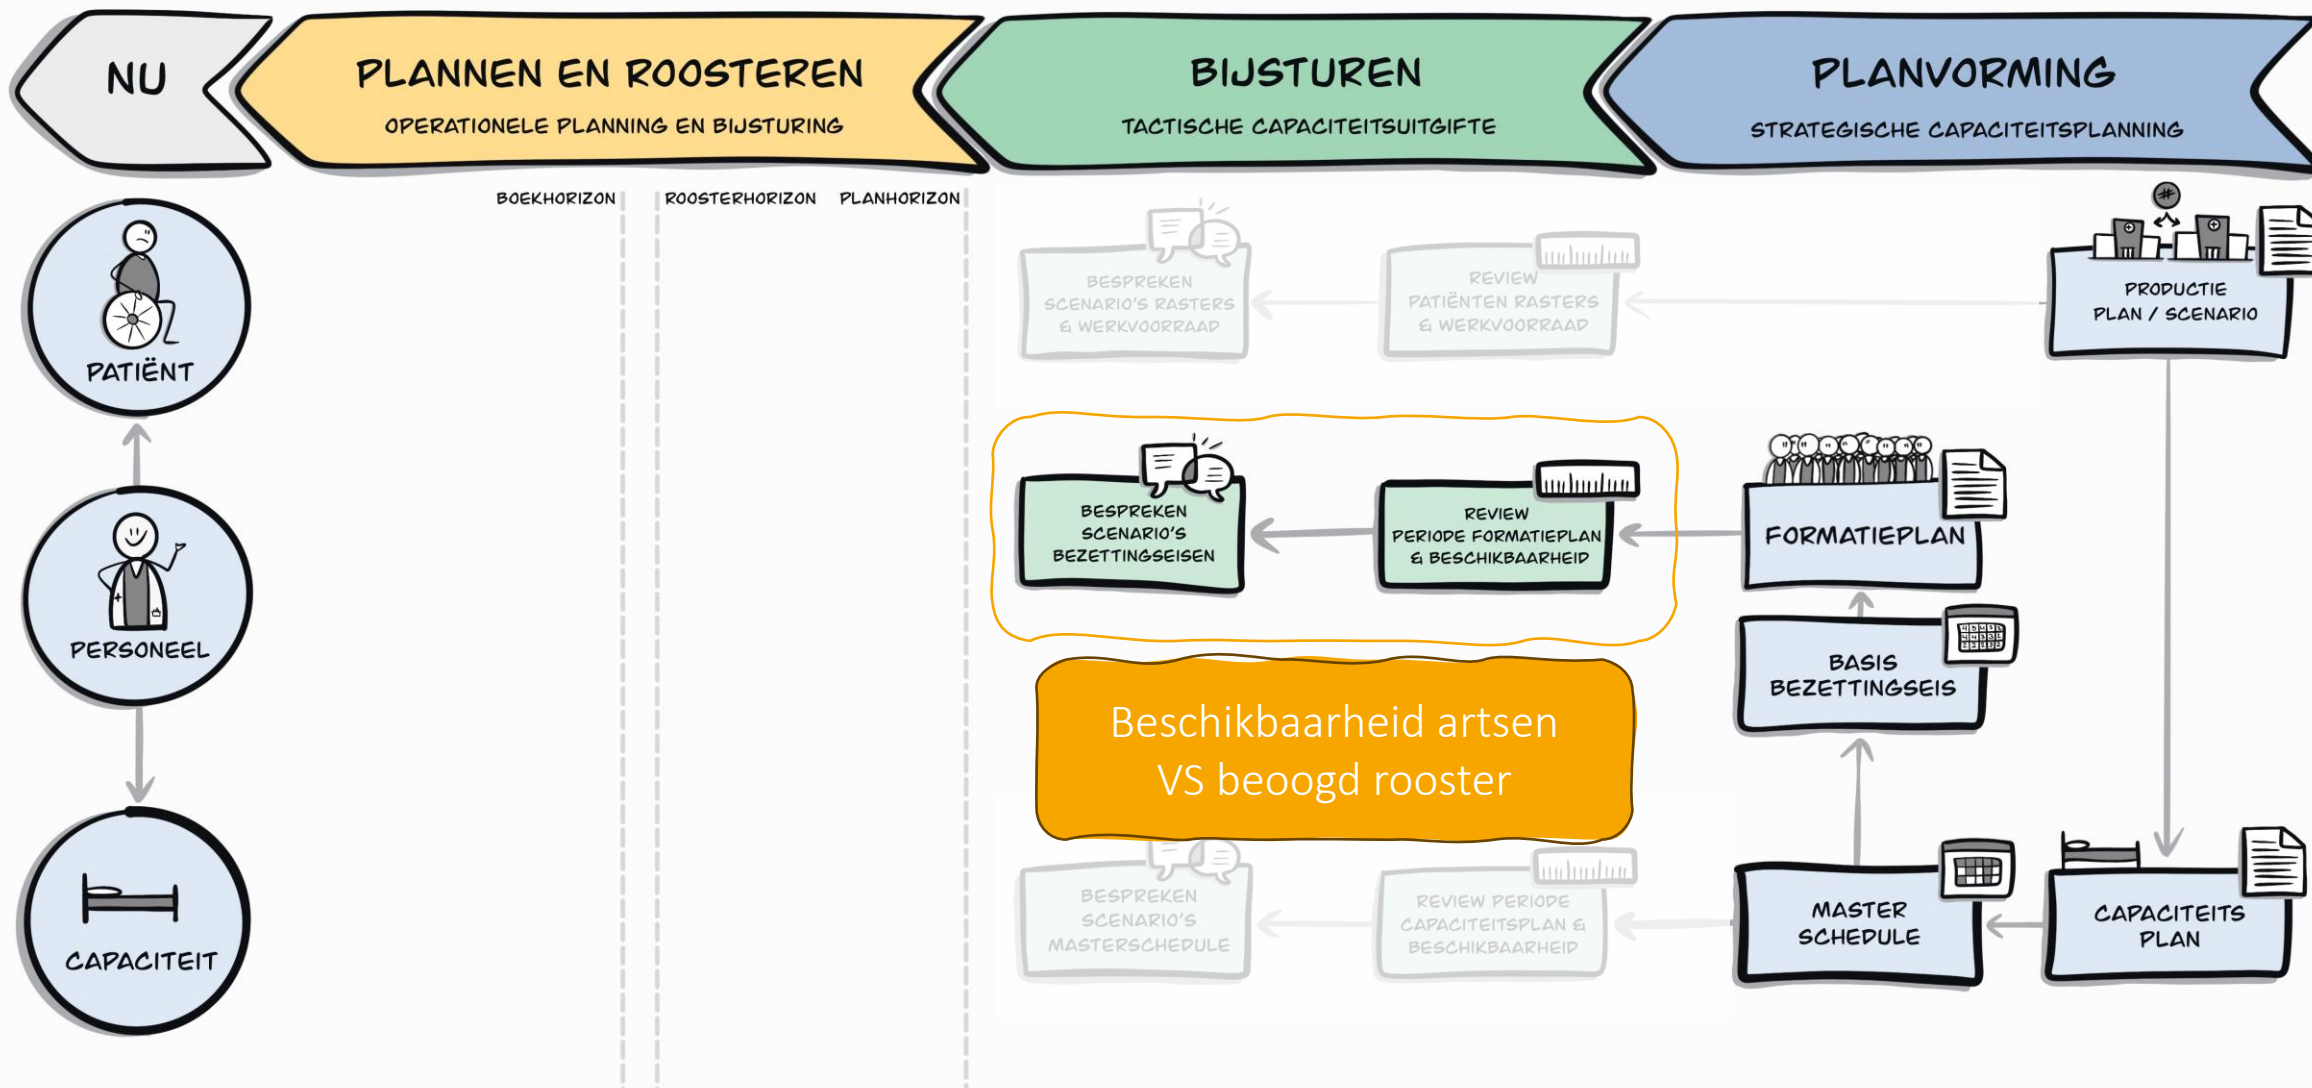 NU
PLANNEN EN ROOSTEREN
OPERATIONELE PLANNING EN BIJSTURING
BIJSTUREN
TACTISCHE CAPACITEITSUITGIFTE
PLANVORMING
STRATEGISCHE CAPACITEITSPLANNING
BOEKHORIZON
ROOSTERHORIZON
PLANHORIZON
PATIËNT
BESPREKEN
SCENARIO'S RASTERS
& WERKVOORRAAD
REVIEW
PATIËNTEN RASTERS
& WERKVOORRAAD
#
PRODUCTIE
PLAN / SCENARIO
PERSONEEL
BESPREKEN
SCENARIO'S
BEZETTINGSEISEN
REVIEW
PERIODE FORMATIEPLAN
& BESCHIKBAARHEID
FORMATIEPLAN
BASIS
BEZETTINGSEIS
Beschikbaarheid artsen
VS beoogd rooster
CAPACITEIT
BESPREKEN
SCENARIO'S
MASTERSCHEDULE
REVIEW PERIODE
CAPACITEITSPLAN &
BESCHIKBAARHEID
MASTER
SCHEDULE
CAPACITEITS
PLAN